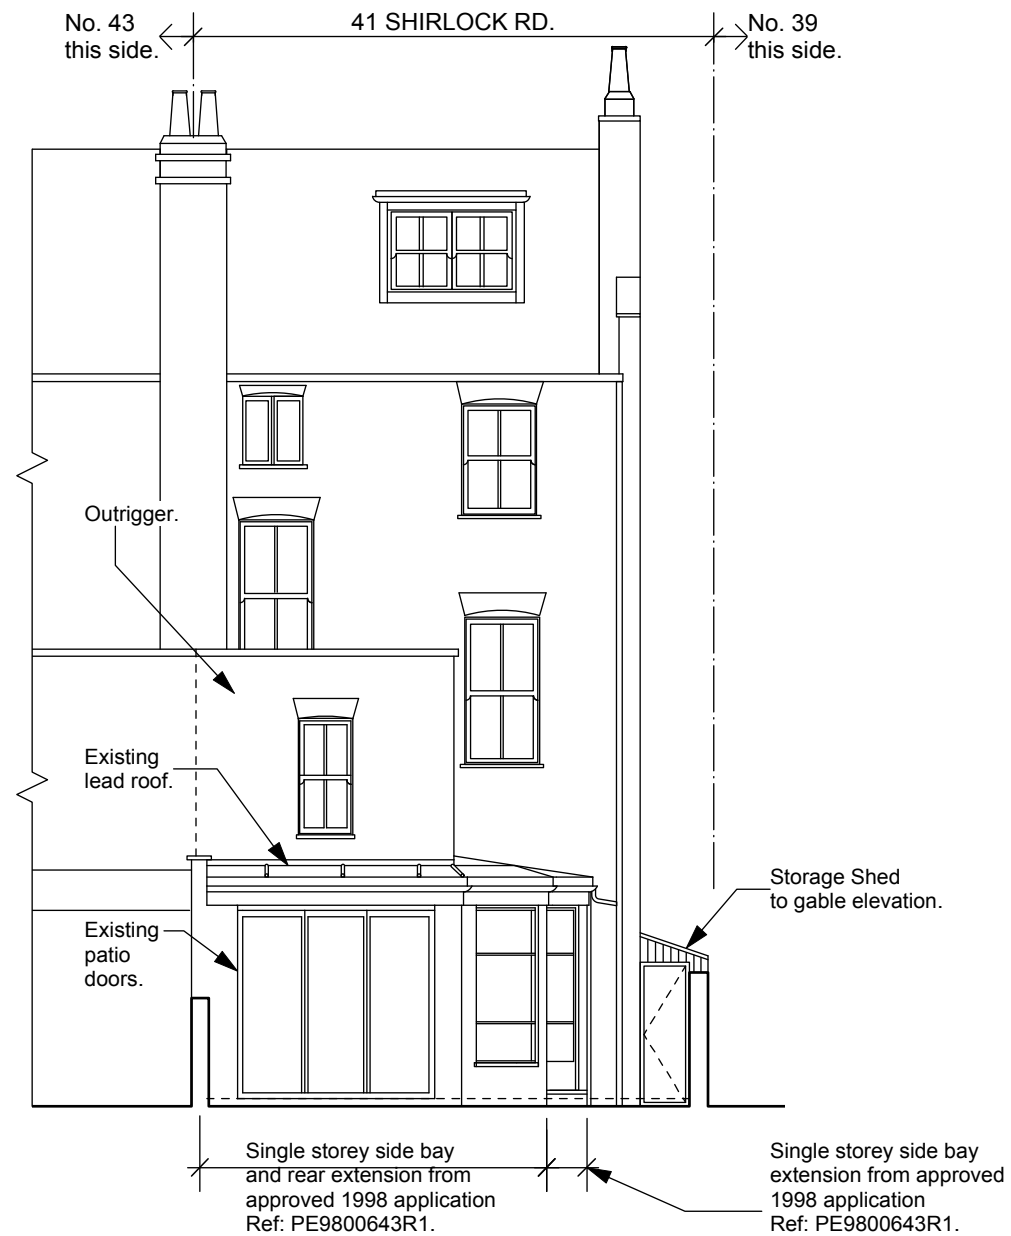 No. 43
this side.
41 SHIRLOCK RD.
No. 39
this side.
Outrigger.
Existing
lead roof.
Storage Shed
to gable elevation.
Existing
patio
doors.
Single storey side bay
and rear extension from
approved 1998 application
Ref: PE9800643R1.
Single storey side bay
extension from approved
1998 application
Ref: PE9800643R1.